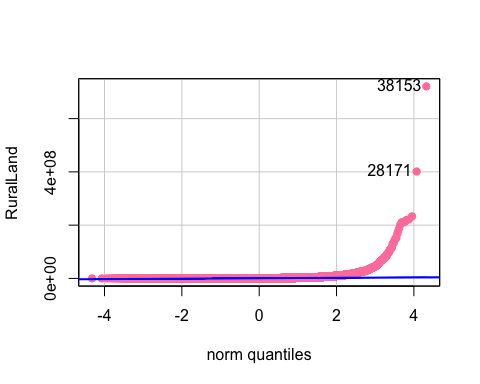 38153
28171
RuralLand
4e+08
0e+00
-4 -2 0 2 4
norm quantiles